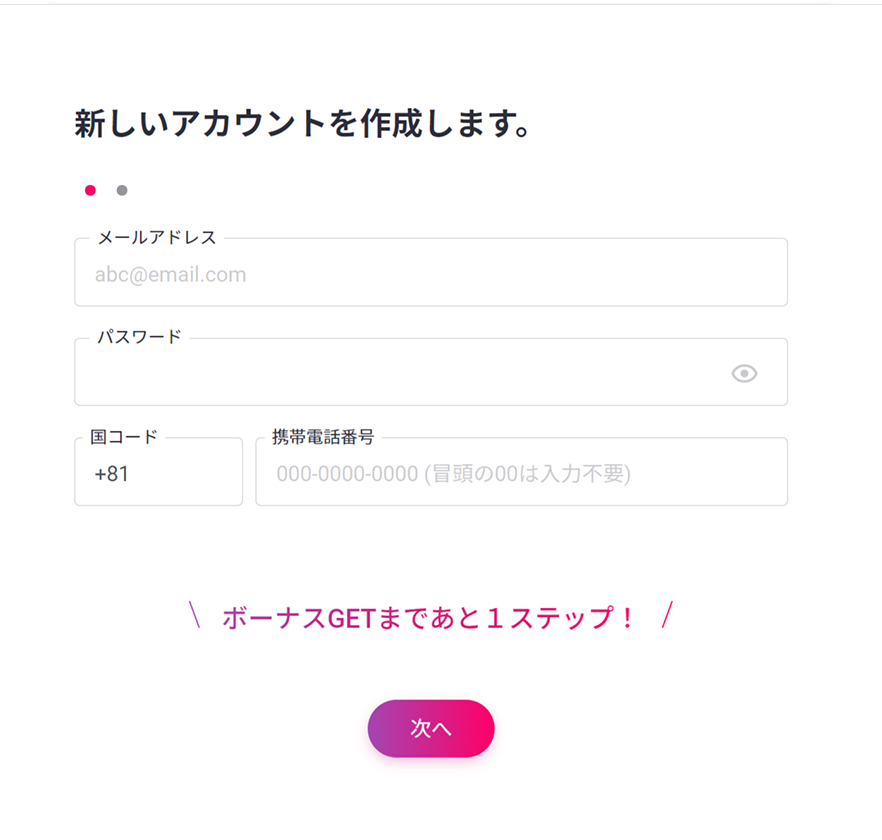 新しいアカウントを作成します。
メールアドレス
abc@email.com
パスワード
国コード 携帯電話番号
+81 000-0000-0000 (冒頭の00は入力不要)
\ ボーナスGETまであと１ステップ！ /
次へ